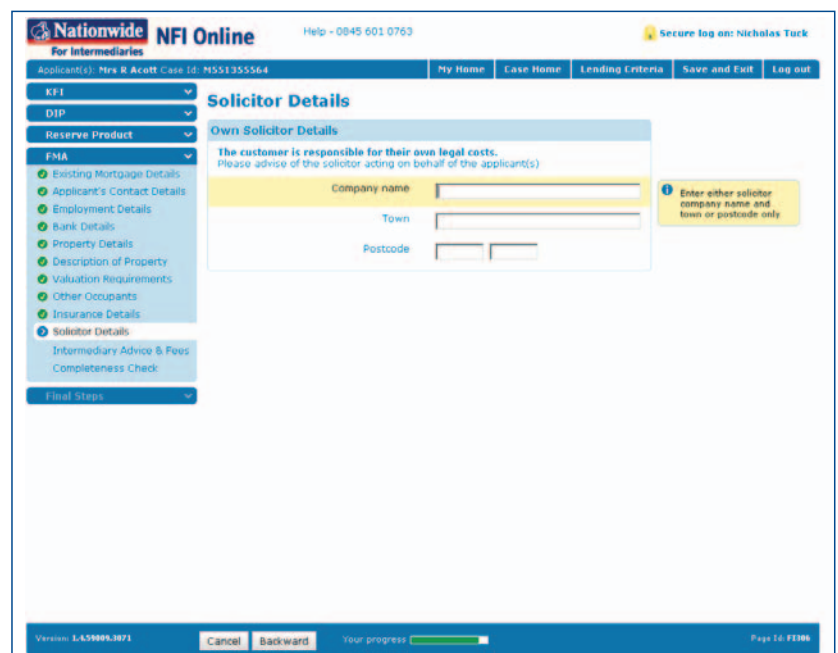 Nationwide
For Intermediaries
NFI Online
Help - 0845 601 0763
Secure log on: Nicholas Tuck
Applicant(s): Mrs R Acott Case Id: MS51355564
My Home
Case Home
Lending Criteria
Save and Exit
Log out
KFI
DIP
Reserve Product
FMA
Existing Mortgage Details
Applicant's Contact Details
Employment Details
Bank Details
Property Details
Description of Property
Valuation Requirements
Other Occupants
Insurance Details
Solicitor Details
Intermediary Advice & Fees
Completeness Check
Final Steps
Solicitor Details
Own Solicitor Details
The customer is responsible for their own legal costs.
Please advise of the solicitor acting on behalf of the applicant(s)
Company name
Town
Postcode
Enter either solicitor
company name and
town or postcode
only
Version: 1.4.59009.3071
Cancel
Backward
Your progress
Page Id: FI306